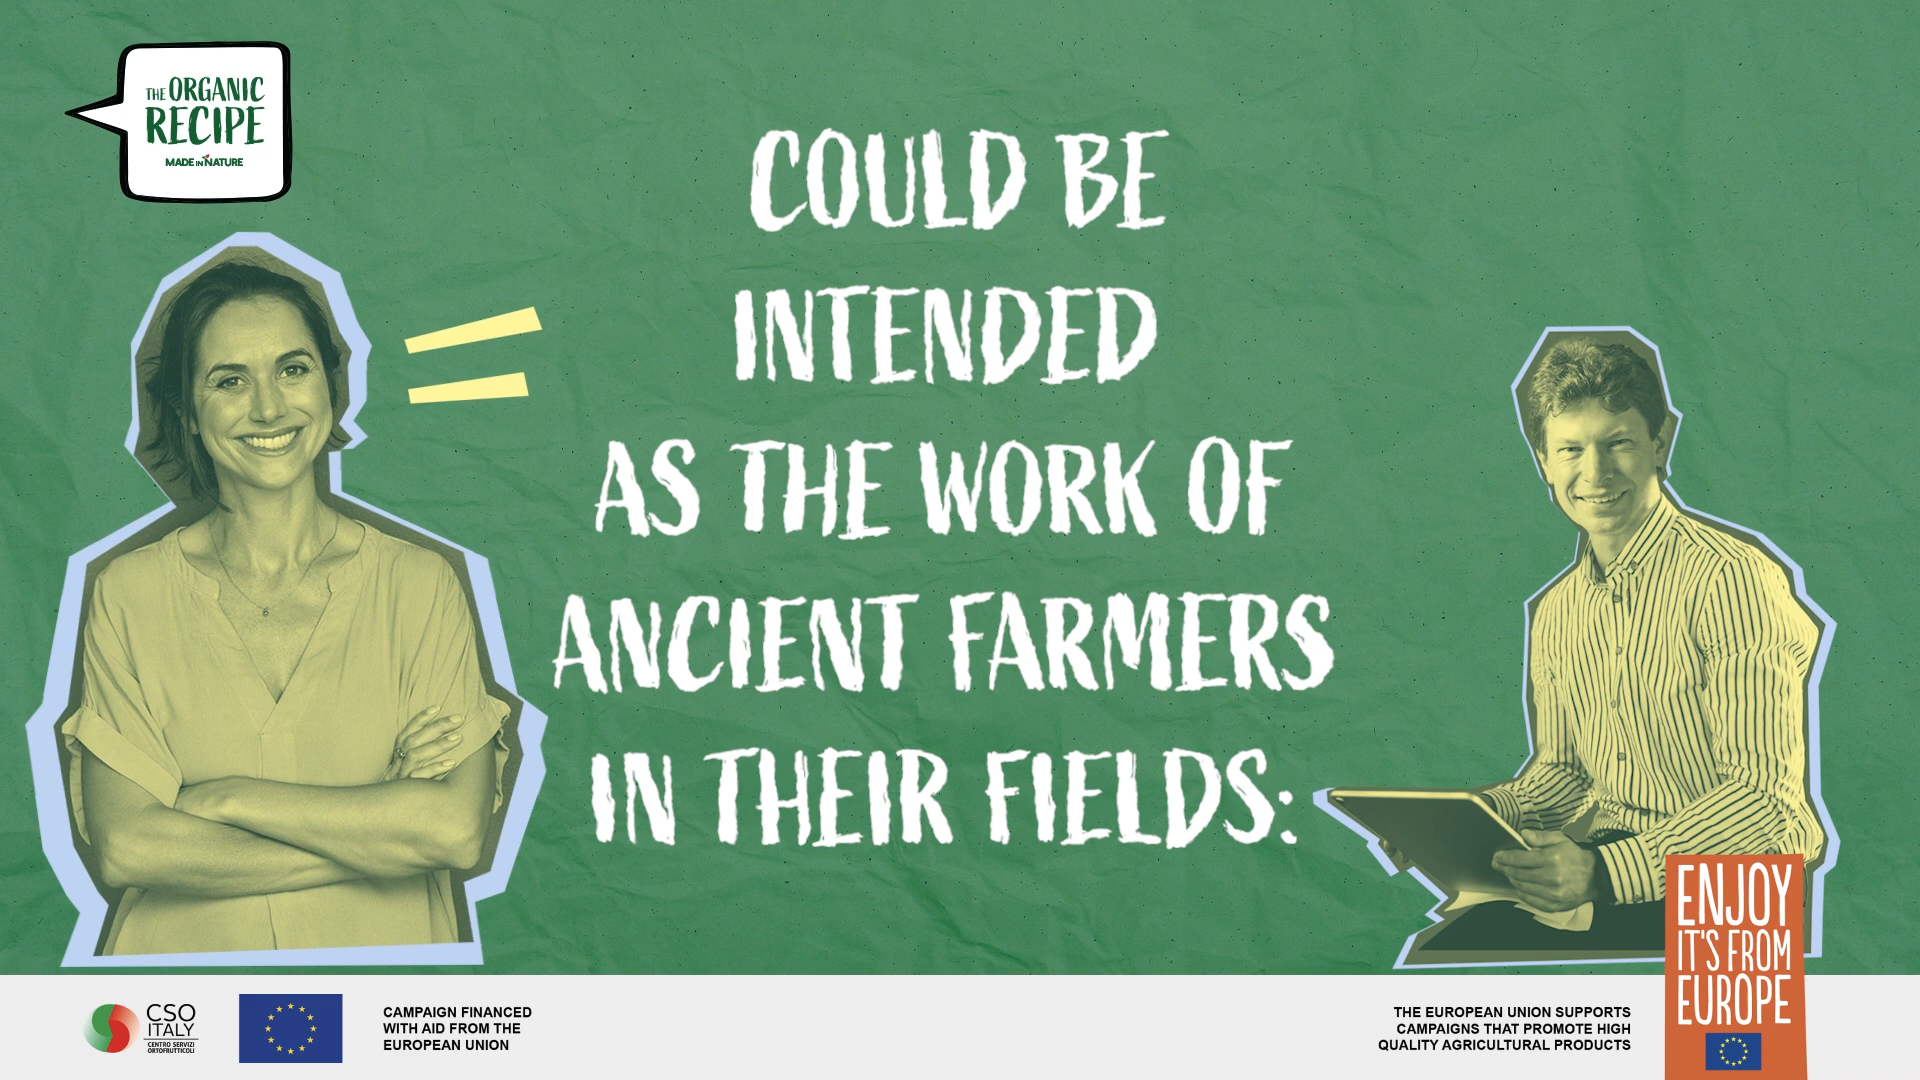 THE ORGANIC
RECIPE
MADE IN NATURE
COULD BE
INTENDED
AS THE WORK OF
ANCIENT FARMERS
IN THEIR FIELDS:
CSO
ITALY
CENTRO SERVIZI
ORTOFRUTTICOLI
CAMPAIGN FINANCED
WITH AID FROM THE
EUROPEAN UNION
THE EUROPEAN UNION SUPPORTS
CAMPAIGNS THAT PROMOTE HIGH
QUALITY AGRICULTURAL PRODUCTS
ENJOY
IT'S FROM
EUROPE